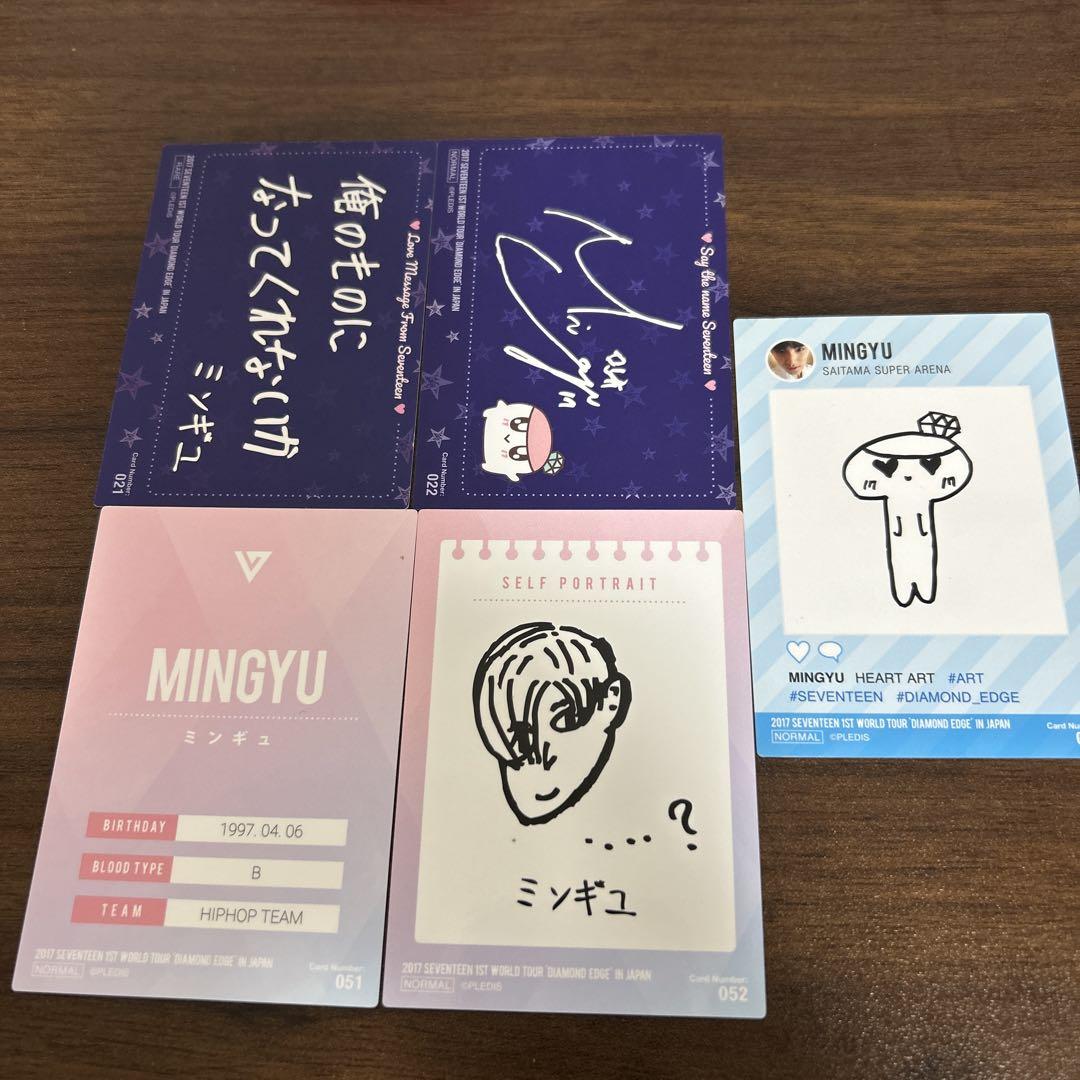 ♥ Love Message From Seventeen ♥
俺のものに
なってくれないか
ミンギュ
2017 SEVENTEEN 1ST WORLD TOUR 'DIAMOND EDGE' IN JAPAN
RARE ©PLEDIS
Card Number:
021
♥ Say the name Seventeen ♥
2017 SEVENTEEN 1ST WORLD TOUR 'DIAMOND EDGE' IN JAPAN
NORMAL ©PLEDIS
Card Number:
022
MINGYU
SAITAMA SUPER ARENA
17 17
MINGYU HEART ART #ART
#SEVENTEEN #DIAMOND_EDGE
2017 SEVENTEEN 1ST WORLD TOUR 'DIAMOND EDGE' IN JAPAN
NORMAL ©PLEDIS
MINGYU
ミンギュ
BIRTHDAY 1997. 04. 06
BLOOD TYPE B
TEAM HIPHOP TEAM
2017 SEVENTEEN 1ST WORLD TOUR 'DIAMOND EDGE' IN JAPAN
NORMAL ©PLEDIS
Card Number:
051
SELF PORTRAIT
.....?
ミンギュ
2017 SEVENTEEN 1ST WORLD TOUR 'DIAMOND EDGE' IN JAPAN
NORMAL ©PLEDIS
Card Number:
052